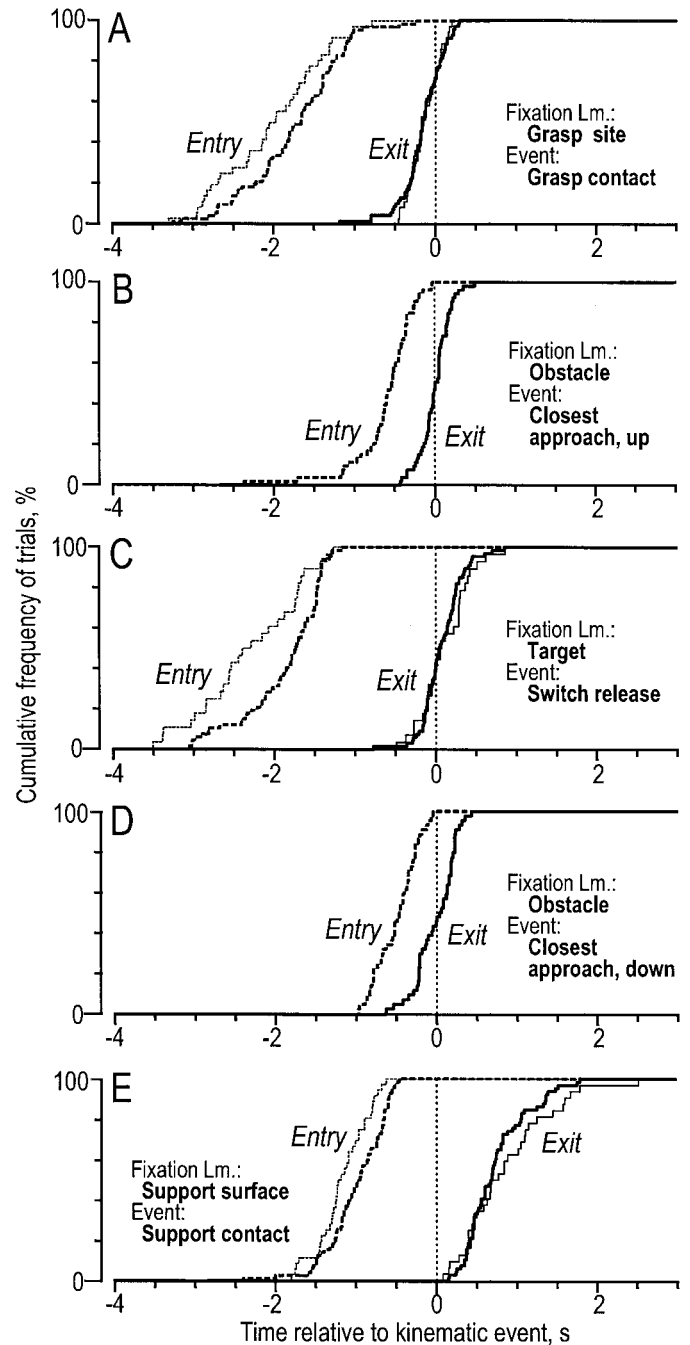 Cumulative frequency of trials, %
A
100
0
Entry
Exit
Fixation Lm.:
Grasp site
Event:
Grasp contact
-4
-2
0
2
B
100
0
Entry
Exit
Fixation Lm.:
Obstacle
Event:
Closest
approach, up
-4
-2
0
2
C
100
0
Entry
Exit
Fixation Lm.:
Target
Event:
Switch release
-4
-2
0
2
D
100
0
Entry
Exit
Fixation Lm.:
Obstacle
Event:
Closest
approach, down
-4
-2
0
2
E
100
0
Entry
Exit
Fixation Lm.:
Support surface
Event:
Support contact
-4
-2
0
2
Time relative to kinematic event, s